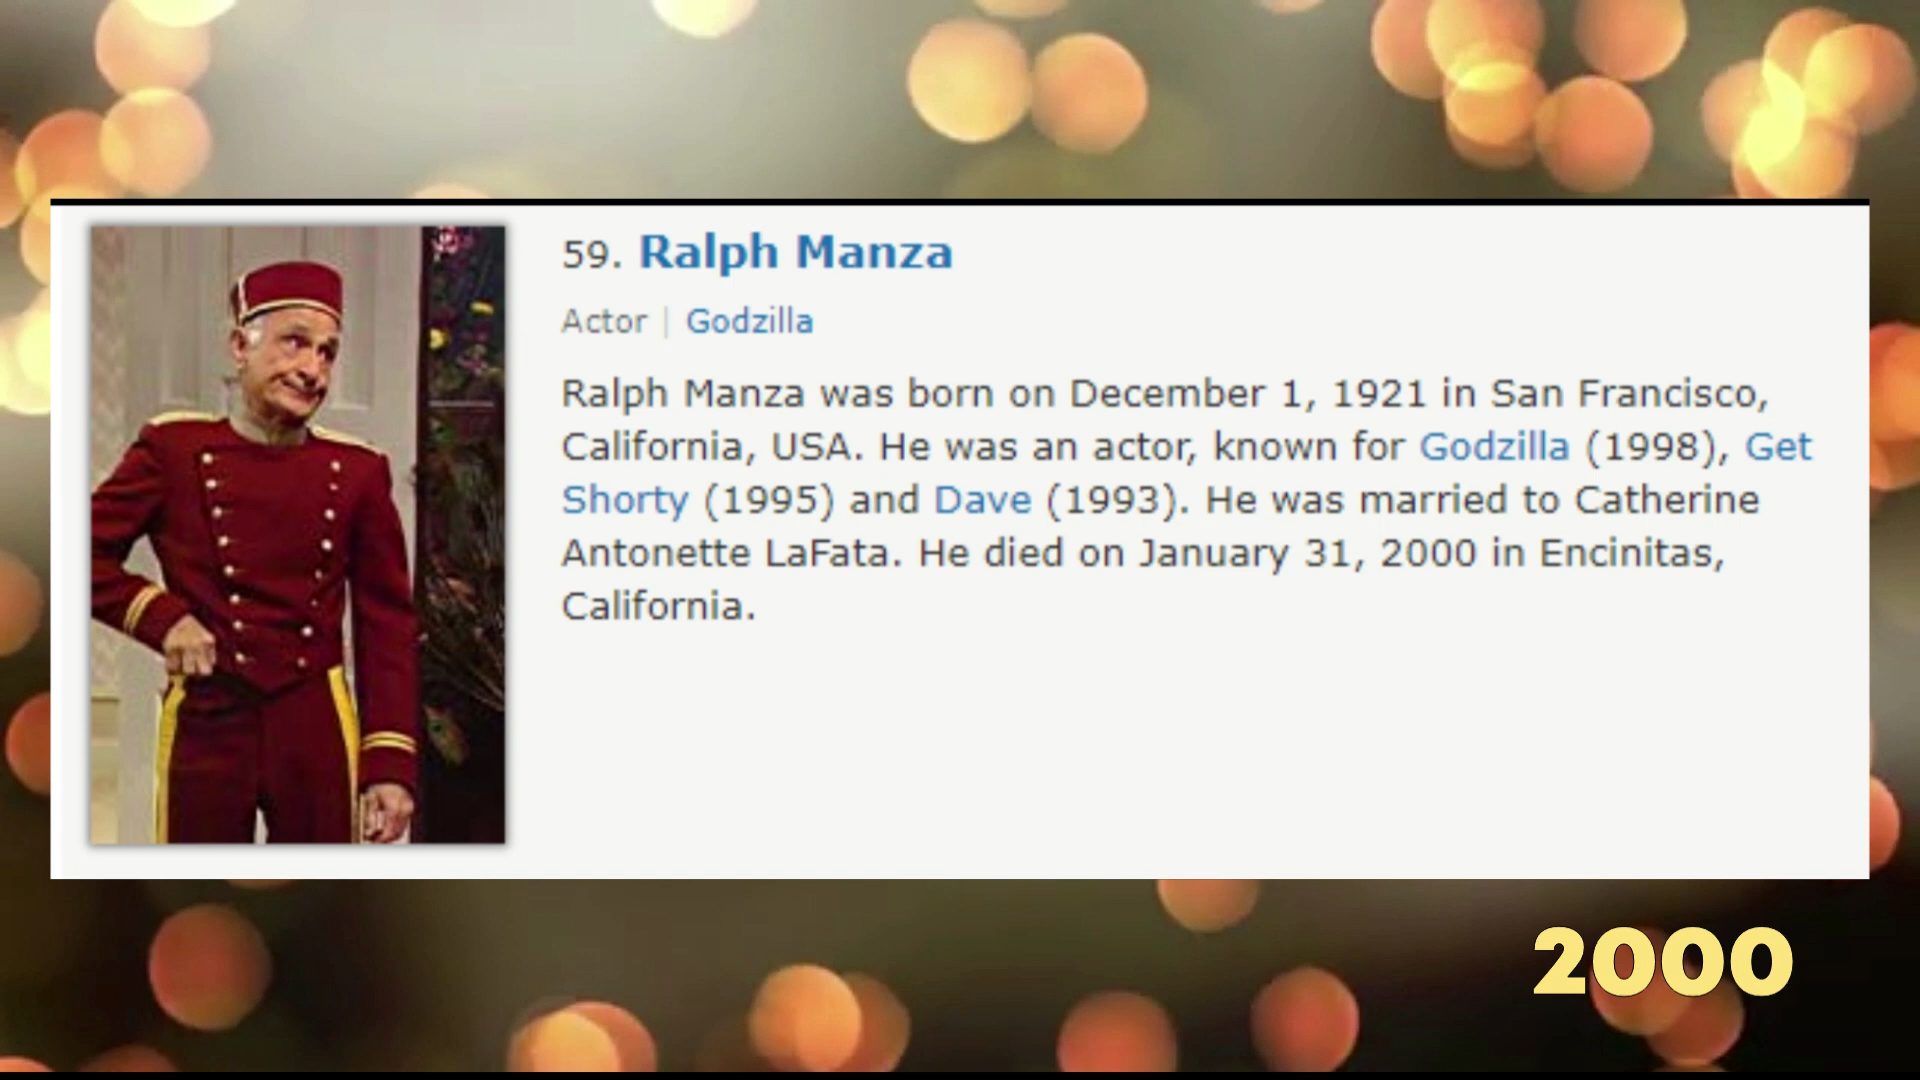 59. Ralph Manza
Actor | Godzilla
Ralph Manza was born on December 1, 1921 in San Francisco,
California, USA. He was an actor, known for Godzilla (1998), Get
Shorty (1995) and Dave (1993). He was married to Catherine
Antonette LaFata. He died on January 31, 2000 in Encinitas,
California.
2000